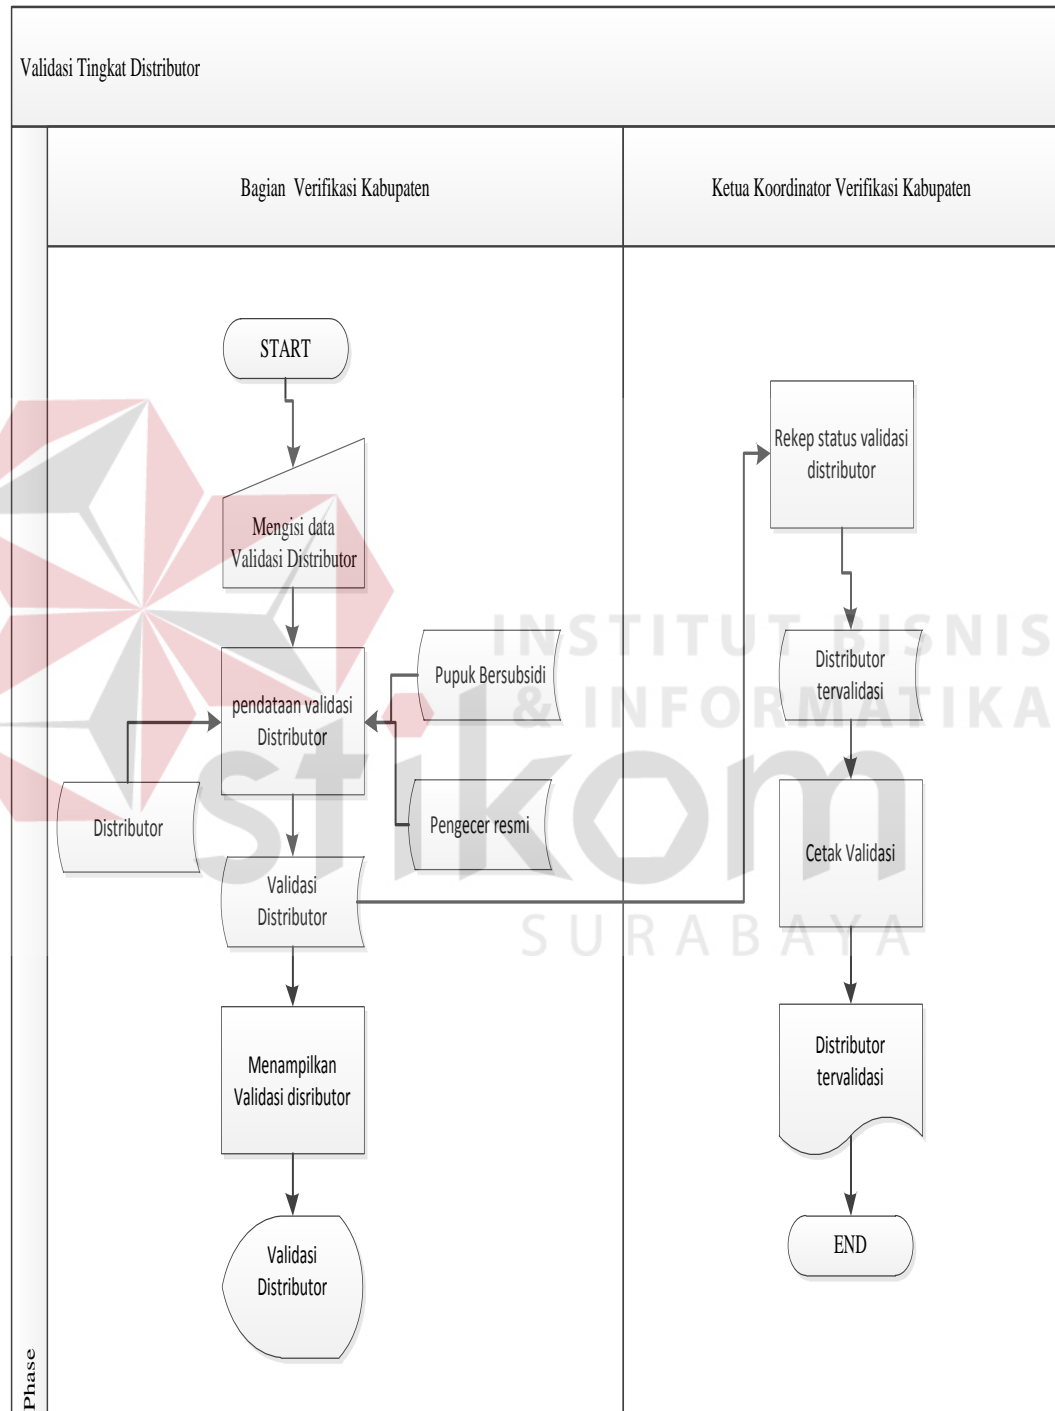 Validasi Tingkat Distributor
Bagian Verifikasi Kabupaten
Ketua Koordinator Verifikasi Kabupaten
START
Mengisi data
Validasi Distributor
pendataan validasi
Distributor
Pupuk Bersubsidi
Distributor
Pengecer resmi
Validasi
Distributor
Menampilkan
Validasi disributor
Validasi
Distributor
Rekep status validasi
distributor
Distributor
tervalidasi
Cetak Validasi
Distributor
tervalidasi
END
Phase
INSTITUT BISNIS
& INFORMATIKA
stikom
SURABAYA